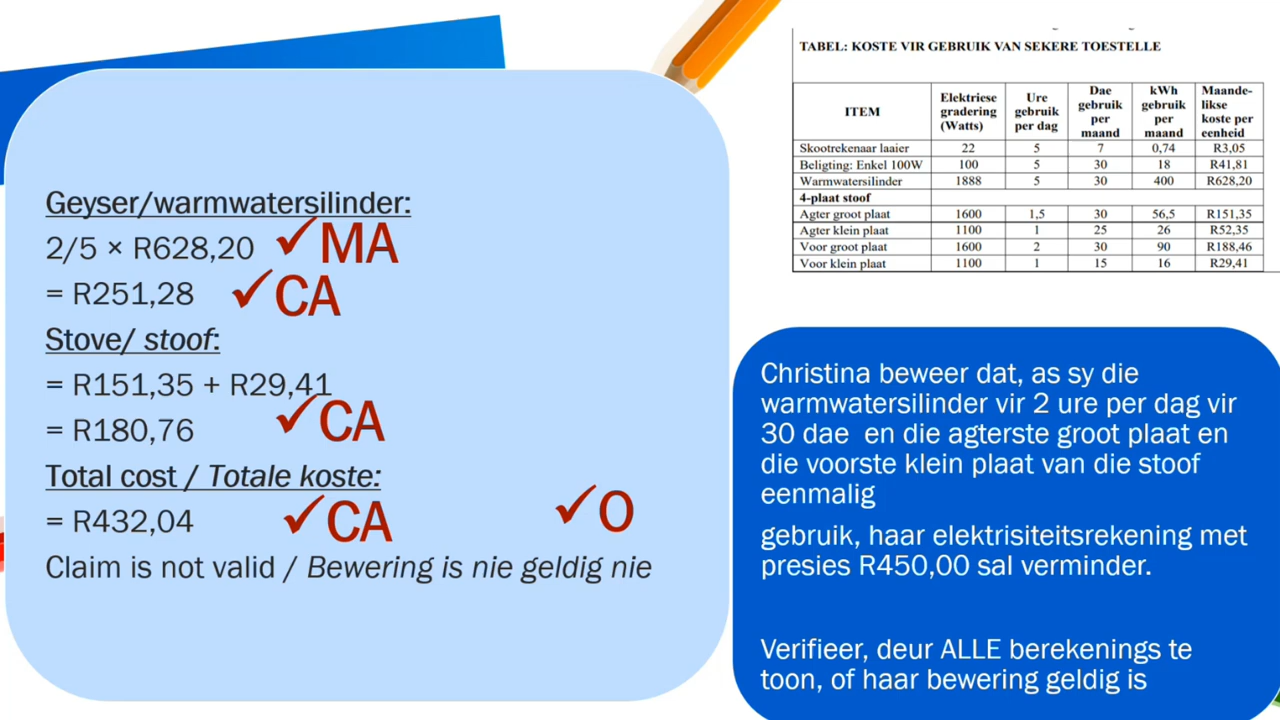 Geyser/warmwatersilinder:
2/5 × R628,20 ✓MA
= R251,28 ✓CA
Stove/ stoof:
= R151,35 + R29,41
= R180,76 ✓CA
Total cost / Totale koste:
= R432,04 ✓CA ✓O
Claim is not valid / Bewering is nie geldig nie
TABEL: KOSTE VIR GEBRUIK VAN SEKERE TOESTELLE
ITEM Elektriese gradering (Watts) Ure gebruik per dag Dae gebruik per maand kWh gebruik per maand Maande-likse koste per eenheid
Skootrekenaar laaier 22 5 7 0,74 R3,05
Beligting: Enkel 100W 100 5 30 18 R41,81
Warmwatersilinder 1888 5 30 400 R628,20
4-plaat stoof
Agter groot plaat 1600 1,5 30 56,5 R151,35
Agter klein plaat 1100 1 25 26 R52,35
Voor groot plaat 1600 2 30 90 R188,46
Voor klein plaat 1100 1 15 16 R29,41
Christina beweer dat, as sy die
warmwatersilinder vir 2 ure per dag vir
30 dae en die agterste groot plaat en
die voorste klein plaat van die stoof
eenmalig
gebruik, haar elektrisiteitsrekening met
presies R450,00 sal verminder.
Verifieer, deur ALLE berekenings te
toon, of haar bewering geldig is